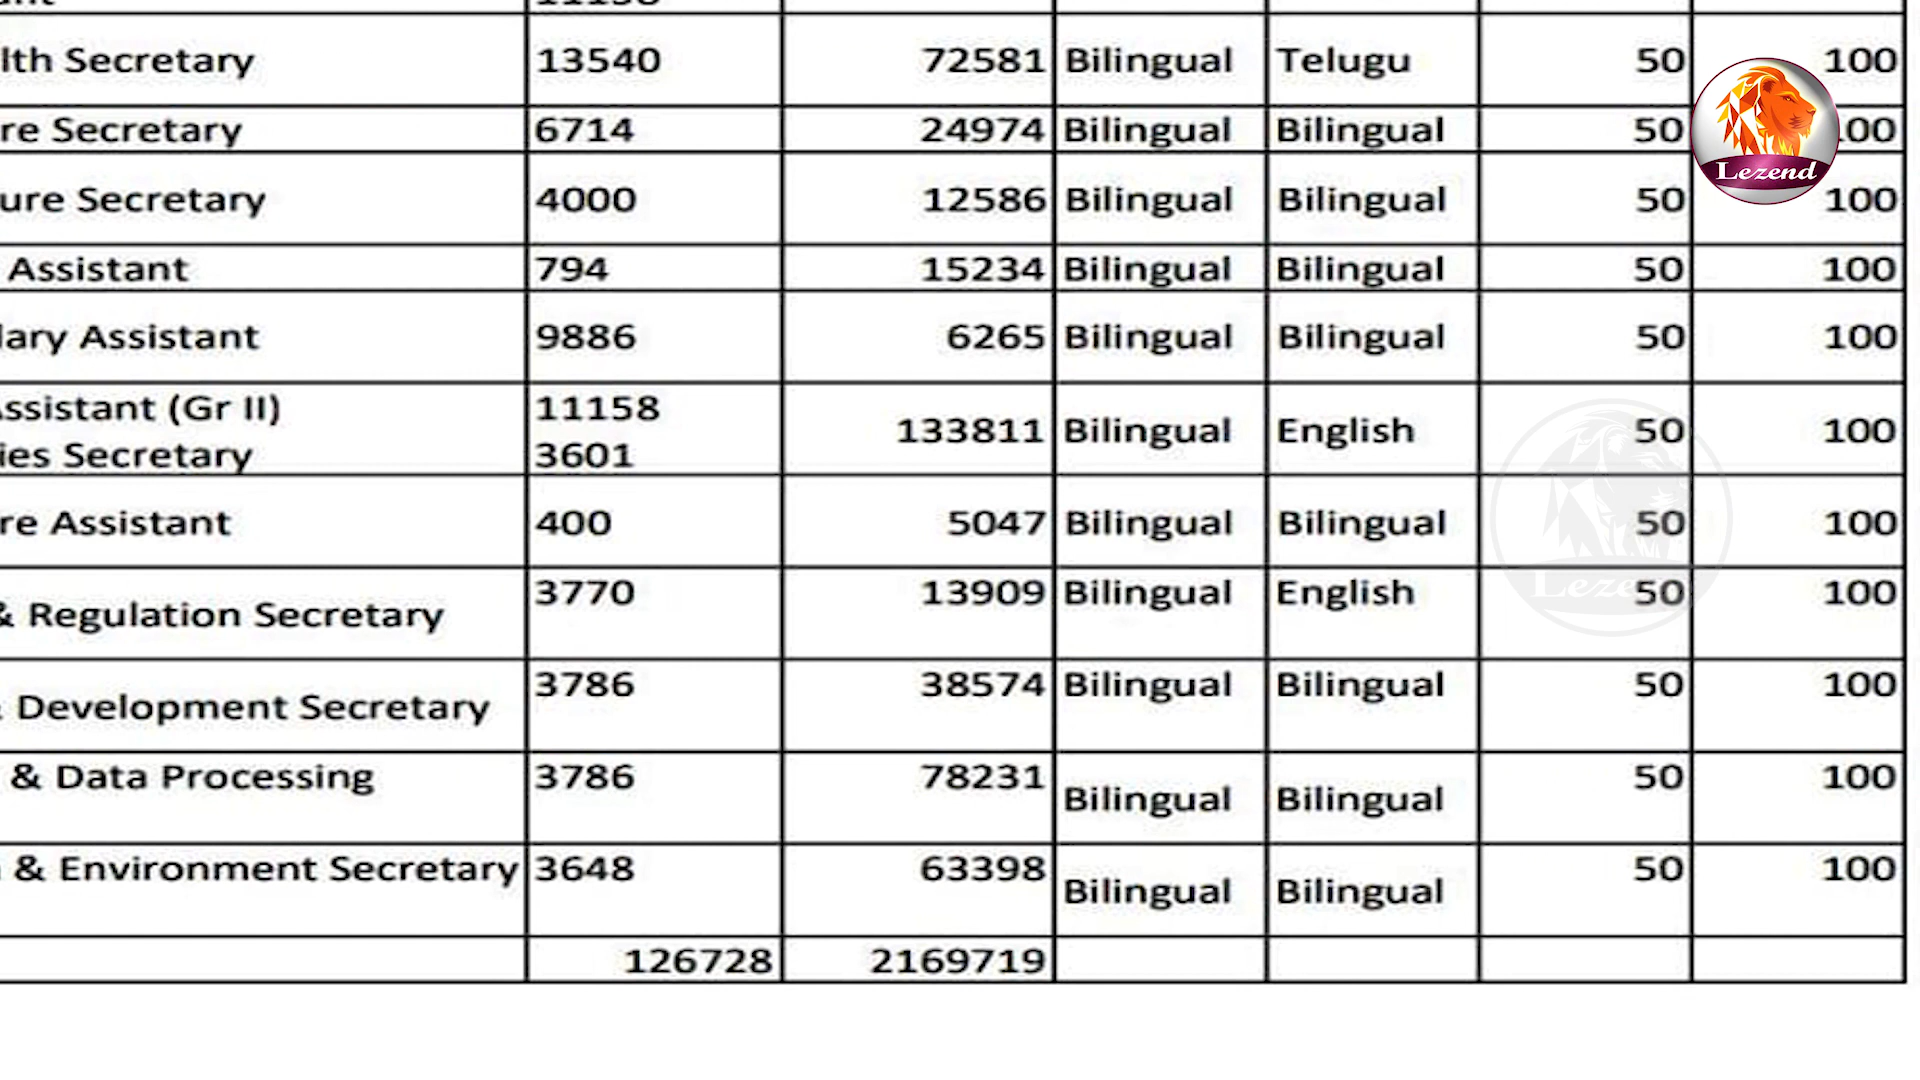 lth Secretary 13540 72581 Bilingual Telugu 50 100
re Secretary 6714 24974 Bilingual Bilingual 50 00
ure Secretary 4000 12586 Bilingual Bilingual 50 100
Lezend
Assistant 794 15234 Bilingual Bilingual 50 100
lary Assistant 9886 6265 Bilingual Bilingual 50 100
ssistant (Gr II) 11158
133811 Bilingual English 50 100
ies Secretary 3601
re Assistant 400 5047 Bilingual Bilingual 50 100
& Regulation Secretary 3770 13909 Bilingual English 50 100
Development Secretary 3786 38574 Bilingual Bilingual 50 100
& Data Processing 3786 78231 Bilingual Bilingual 50 100
& Environment Secretary 3648 63398 Bilingual Bilingual 50 100
126728 2169719